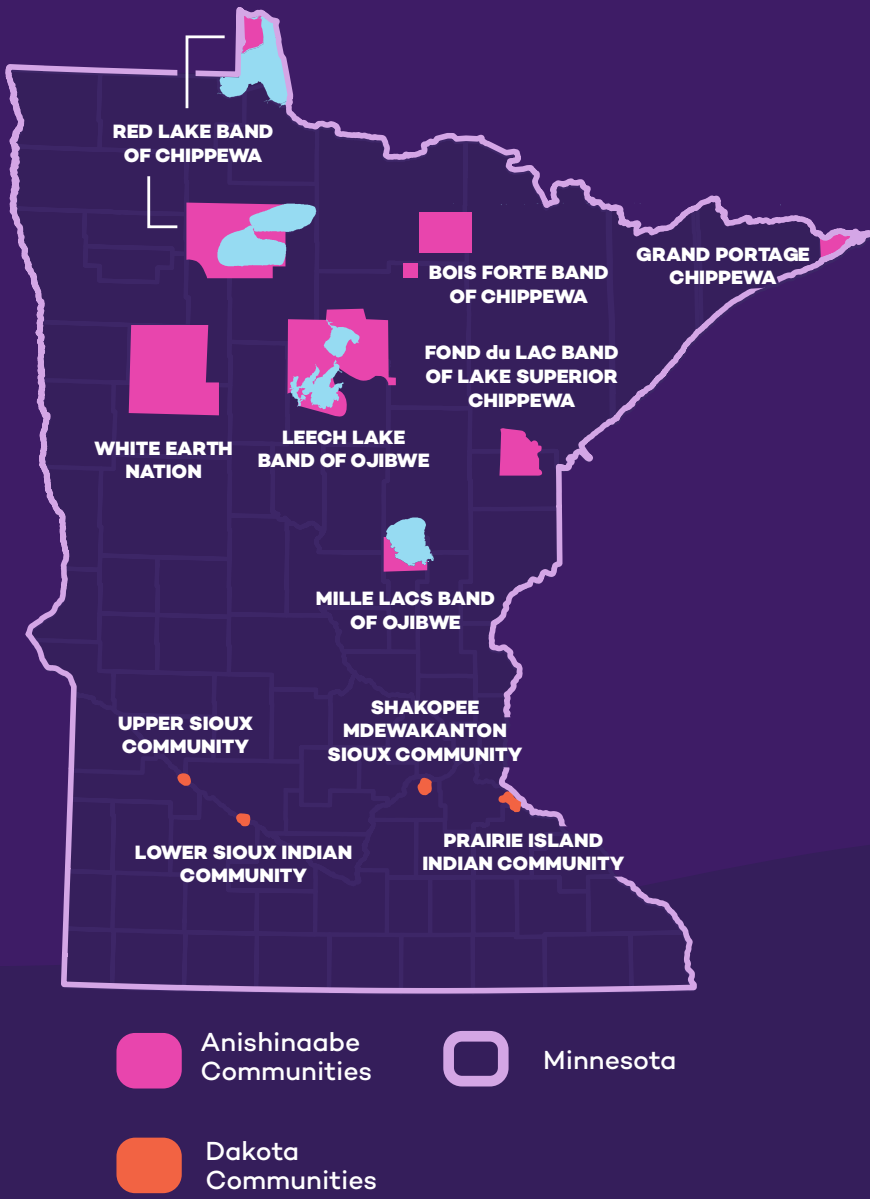 RED LAKE BAND
OF CHIPPEWA
GRAND PORTAGE
CHIPPEWA
BOIS FORTE BAND
OF CHIPPEWA
FOND du LAC BAND
OF LAKE SUPERIOR
CHIPPEWA
WHITE EARTH
NATION
LEECH LAKE
BAND OF OJIBWE
MILLE LACS BAND
OF OJIBWE
UPPER SIOUX
COMMUNITY
SHAKOPEE
MDEWAKANTON
SIOUX COMMUNITY
LOWER SIOUX INDIAN
COMMUNITY
PRAIRIE ISLAND
INDIAN COMMUNITY
Anishinaabe
Communities
Minnesota
Dakota
Communities